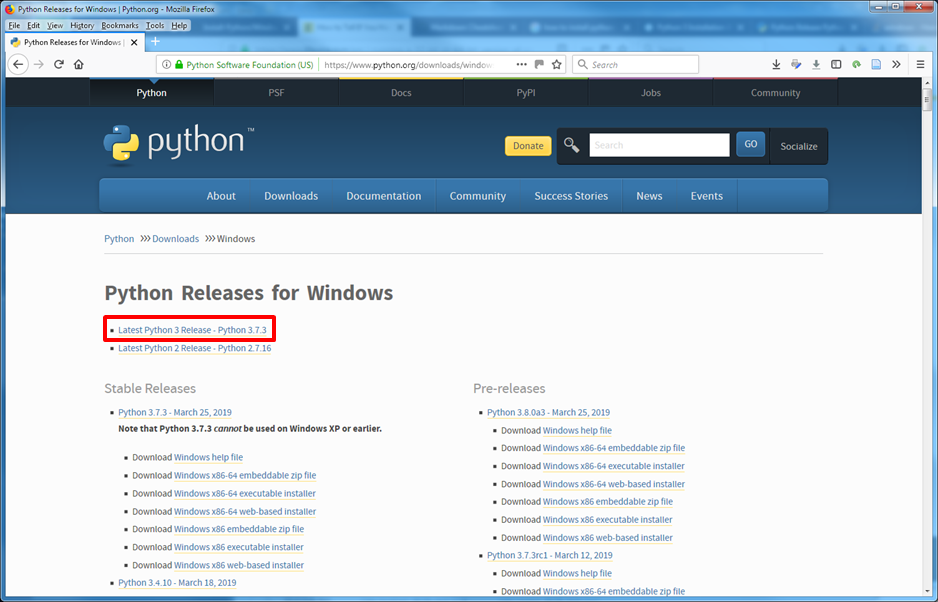 Python Releases for Windows | Python.org - Mozilla Firefox
File Edit View History Bookmarks Tools Help
Python Releases for Windows |
Python Software Foundation (US) https://www.python.org/downloads/window
Search
Python PSF Docs PyPI Jobs Community
python™
Donate Search GO Socialize
About Downloads Documentation Community Success Stories News Events
Python >>> Downloads >>> Windows
Python Releases for Windows
Latest Python 3 Release - Python 3.7.3
Latest Python 2 Release - Python 2.7.16
Stable Releases
Python 3.7.3 - March 25, 2019
Note that Python 3.7.3 cannot be used on Windows XP or earlier.
Download Windows help file
Download Windows x86-64 embeddable zip file
Download Windows x86-64 executable installer
Download Windows x86-64 web-based installer
Download Windows x86 embeddable zip file
Download Windows x86 executable installer
Download Windows x86 web-based installer
Python 3.4.10 - March 18, 2019
Pre-releases
Python 3.8.0a3 - March 25, 2019
Download Windows help file
Download Windows x86-64 embeddable zip file
Download Windows x86-64 executable installer
Download Windows x86-64 web-based installer
Download Windows x86 embeddable zip file
Download Windows x86 executable installer
Download Windows x86 web-based installer
Python 3.7.3rc1 - March 12, 2019
Download Windows help file
Download Windows x86-64 embeddable zip file